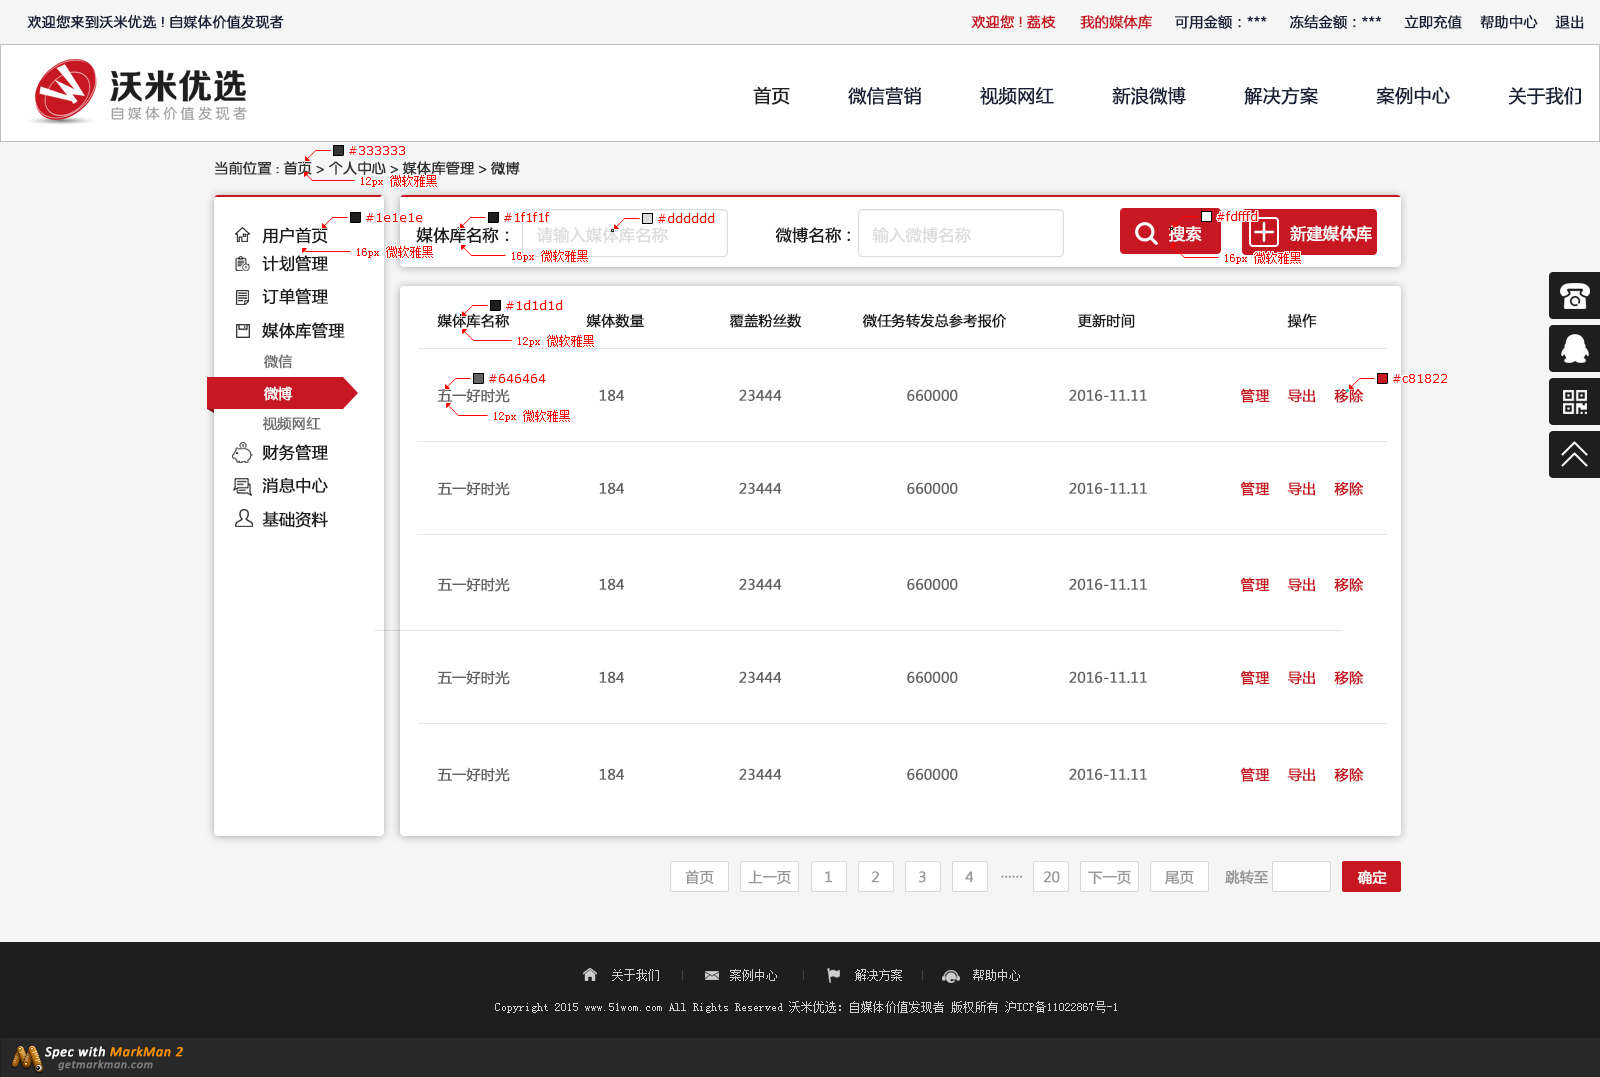 欢迎您来到沃米优选！自媒体价值发现者
欢迎您！荔枝 我的媒体库 可用金额：*** 冻结金额：*** 立即充值 帮助中心 退出
沃米优选
自媒体价值发现者
首页 微信营销 视频网红 新浪微博 解决方案 案例中心 关于我们
#333333
当前位置：首页 > 个人中心 > 媒体库管理 > 微博
12px 微软雅黑
#1e1e1e
用户首页
16px 微软雅黑
计划管理
订单管理
媒体库管理
微信
微博
视频网红
财务管理
消息中心
基础资料
#1f1f1f
#dddddd
#fdfffd
媒体库名称：
请输入媒体库名称
微博名称：
输入微博名称
搜索
新建媒体库
16px 微软雅黑
16px 微软雅黑
#1d1d1d
媒体库名称 媒体数量 覆盖粉丝数 微任务转发总参考报价 更新时间 操作
12px 微软雅黑
#646464
#c81822
五一好时光 184 23444 660000 2016-11.11 管理 导出 移除
12px 微软雅黑
五一好时光 184 23444 660000 2016-11.11 管理 导出 移除
五一好时光 184 23444 660000 2016-11.11 管理 导出 移除
五一好时光 184 23444 660000 2016-11.11 管理 导出 移除
五一好时光 184 23444 660000 2016-11.11 管理 导出 移除
首页 上一页 1 2 3 4 ······ 20 下一页 尾页 跳转至 确定
关于我们 案例中心 解决方案 帮助中心
Copyright 2015 www.51wom.com All Rights Reserved 沃米优选：自媒体价值发现者 版权所有 沪ICP备11022867号-1
Spec with MarkMan 2
getmarkman.com